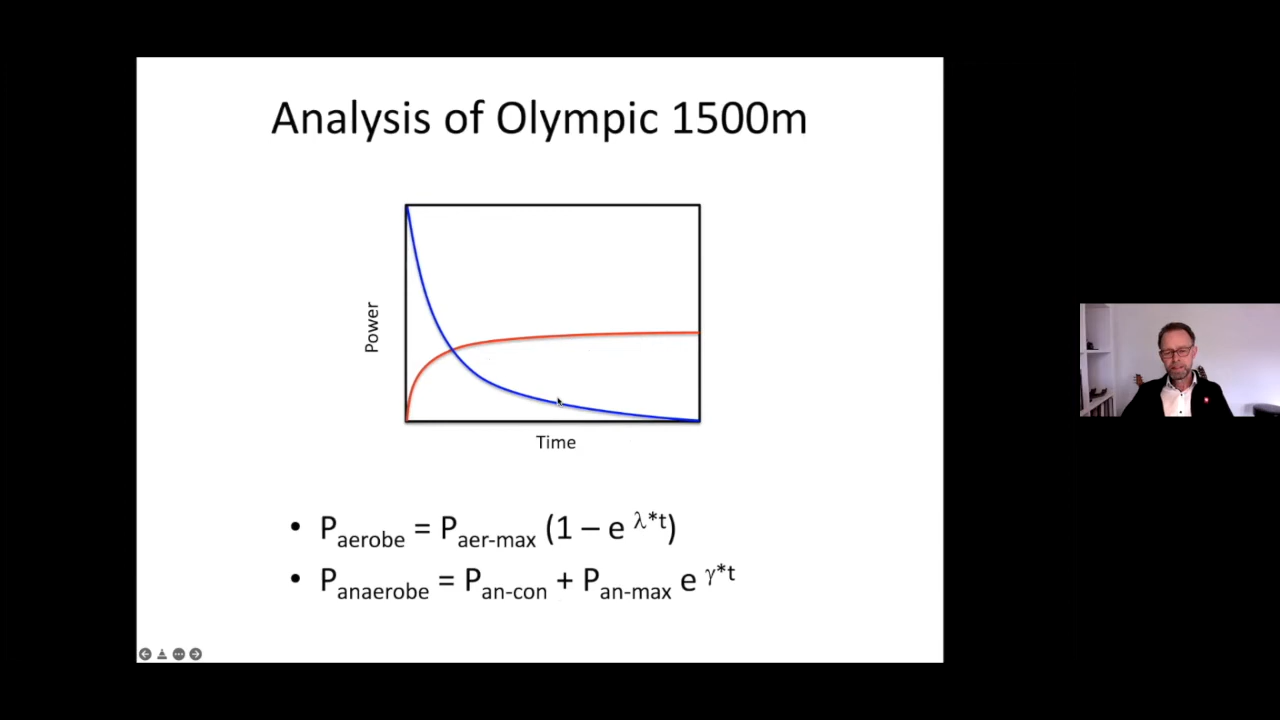 Analysis of Olympic 1500m
Power
Time
• P aerobe = P aer-max (1 – e λ*t)
• P anaerobe = P an-con + P an-max e γ*t